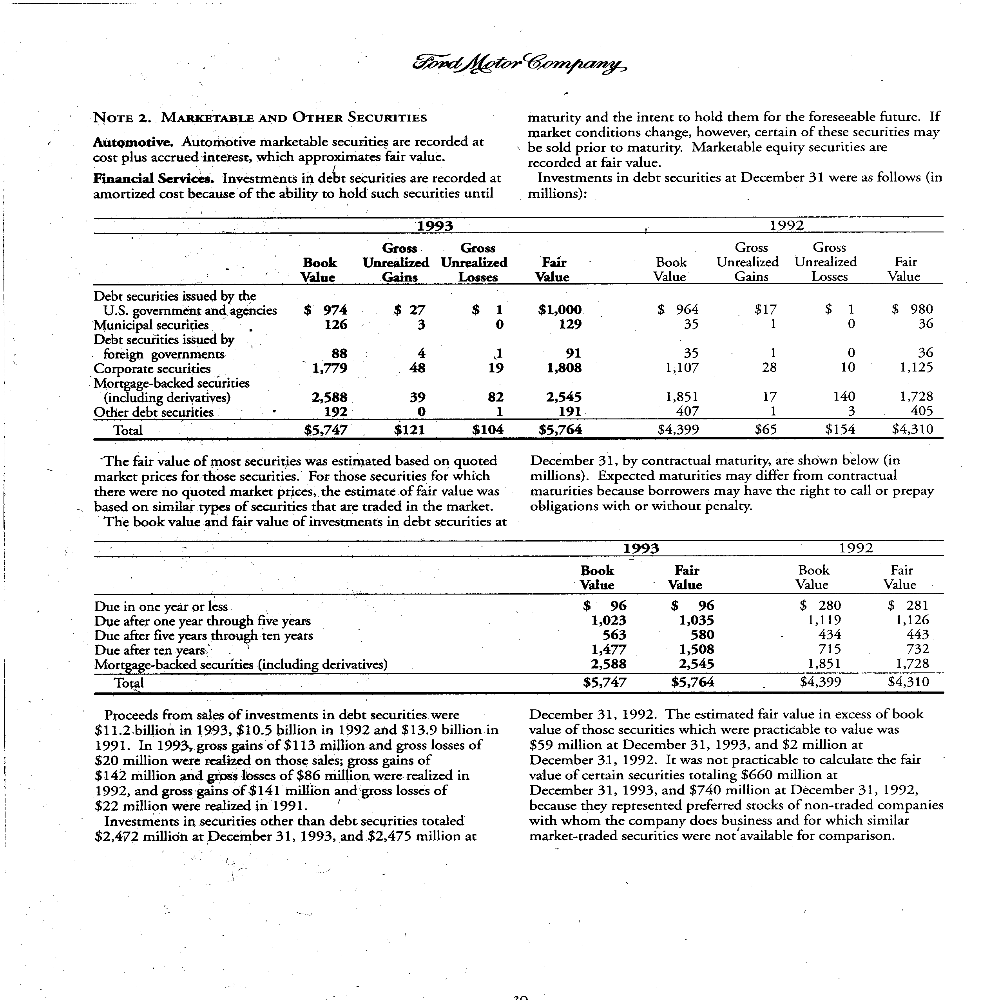 Ford Motor Company
NOTE 2. MARKETABLE AND OTHER SECURITIES
Automotive. Automotive marketable securities are recorded at
cost plus accrued interest, which approximates fair value.
Financial Services. Investments in debt securities are recorded at
amortized cost because of the ability to hold such securities until
maturity and the intent to hold them for the foreseeable future. If
market conditions change, however, certain of these securities may
be sold prior to maturity. Marketable equity securities are
recorded at fair value.
Investments in debt securities at December 31 were as follows (in
millions):
1993 1992
Gross Gross Gross Gross
Book Unrealized Unrealized Fair Book Unrealized Unrealized Fair
Value Gains Losses Value Value Gains Losses Value
Debt securities issued by the
U.S. government and agencies $ 974 $ 27 $ 1 $1,000 $ 964 $17 $ 1 $ 980
Municipal securities 126 3 0 129 35 1 0 36
Debt securities issued by
foreign governments 88 4 1 91 35 1 0 36
Corporate securities 1,779 48 19 1,808 1,107 28 10 1,125
Mortgage-backed securities
(including derivatives) 2,588 39 82 2,545 1,851 17 140 1,728
Other debt securities 192 0 1 191 407 1 3 405
Total $5,747 $121 $104 $5,764 $4,399 $65 $154 $4,310
The fair value of most securities was estimated based on quoted
market prices for those securities. For those securities for which
there were no quoted market prices, the estimate of fair value was
based on similar types of securities that are traded in the market.
The book value and fair value of investments in debt securities at
December 31, by contractual maturity, are shown below (in
millions). Expected maturities may differ from contractual
maturities because borrowers may have the right to call or prepay
obligations with or without penalty.
1993 1992
Book Fair Book Fair
Value Value Value Value
Due in one year or less $ 96 $ 96 $ 280 $ 281
Due after one year through five years 1,023 1,035 1,119 1,126
Due after five years through ten years 563 580 434 443
Due after ten years 1,477 1,508 715 732
Mortgage-backed securities (including derivatives) 2,588 2,545 1,851 1,728
Total $5,747 $5,764 $4,399 $4,310
Proceeds from sales of investments in debt securities were
$11.2 billion in 1993, $10.5 billion in 1992 and $13.9 billion in
1991. In 1993, gross gains of $113 million and gross losses of
$20 million were realized on those sales; gross gains of
$142 million and gross losses of $86 million were realized in
1992, and gross gains of $141 million and gross losses of
$22 million were realized in 1991.
Investments in securities other than debt securities totaled
$2,472 million at December 31, 1993, and $2,475 million at
December 31, 1992. The estimated fair value in excess of book
value of those securities which were practicable to value was
$59 million at December 31, 1993, and $2 million at
December 31, 1992. It was not practicable to calculate the fair
value of certain securities totaling $660 million at
December 31, 1993, and $740 million at December 31, 1992,
because they represented preferred stocks of non-traded companies
with whom the company does business and for which similar
market-traded securities were not available for comparison.